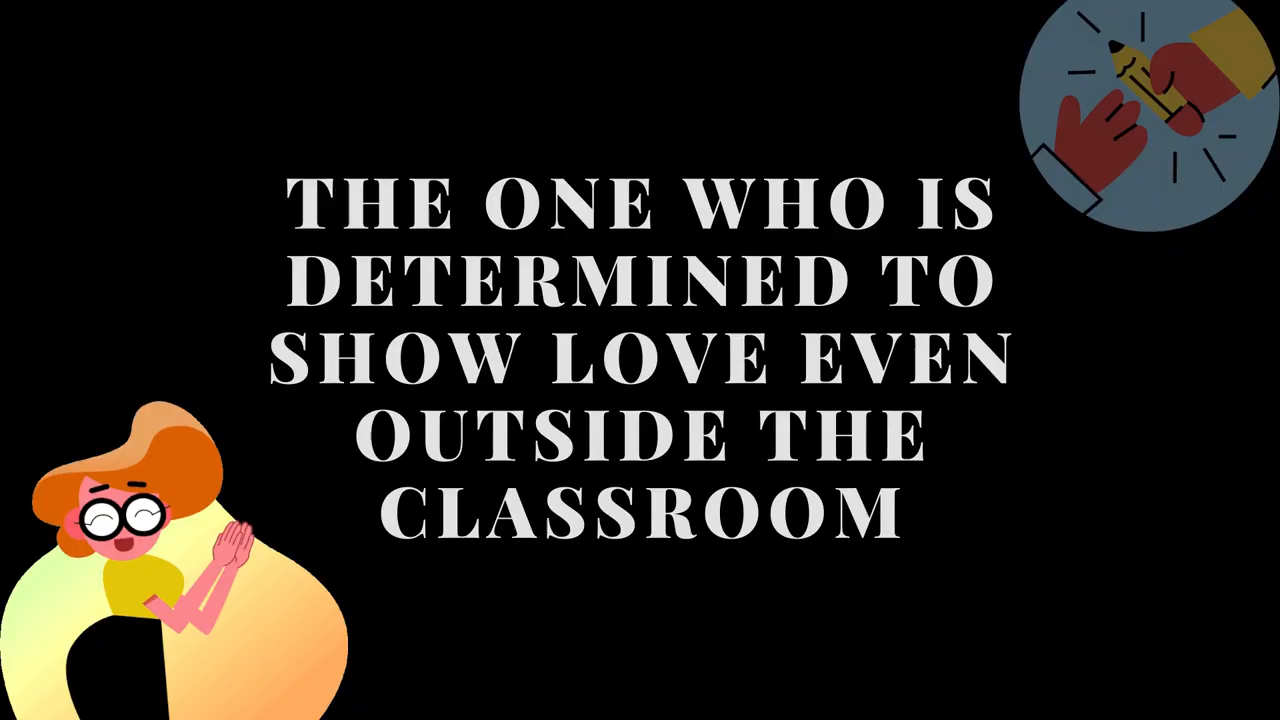 THE ONE WHO IS
DETERMINED TO
SHOW LOVE EVEN
OUTSIDE THE
CLASSROOM